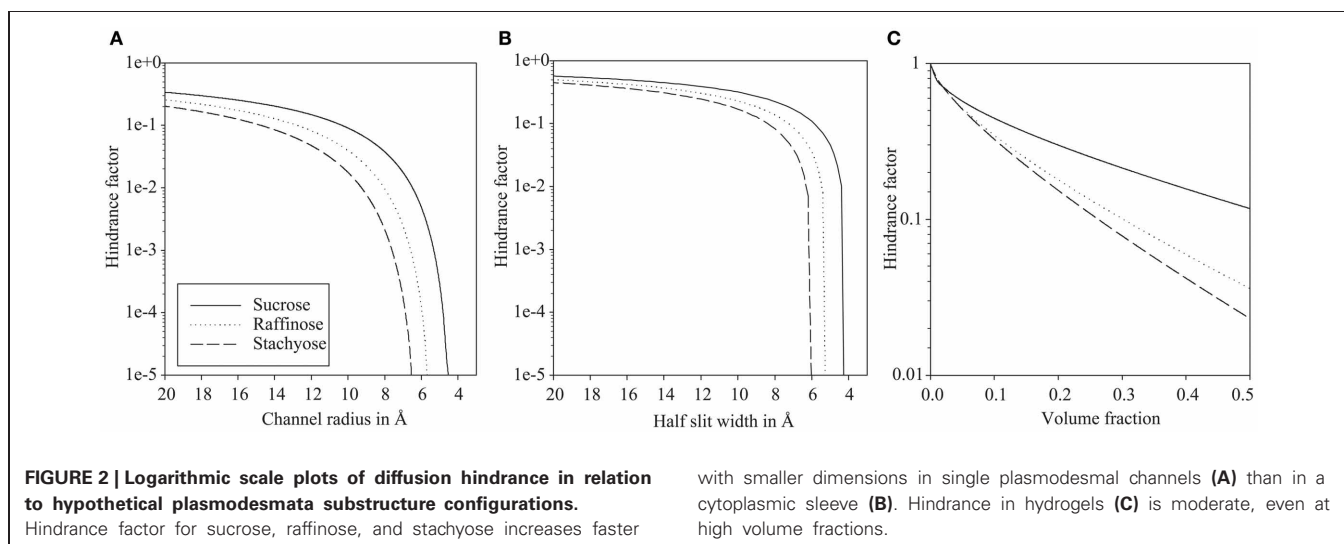 A
B
C
1e+0
1e-1
1e-2
1e-3
1e-4
1e-5
Hindrance factor
Sucrose
Raffinose
Stachyose
20 18 16 14 12 10 8 6 4
Channel radius in Å
1e+0
1e-1
1e-2
1e-3
1e-4
1e-5
Hindrance factor
20 18 16 14 12 10 8 6 4
Half slit width in Å
1
0.1
0.01
Hindrance factor
0.0 0.1 0.2 0.3 0.4 0.5
Volume fraction
FIGURE 2 | Logarithmic scale plots of diffusion hindrance in relation
to hypothetical plasmodesmata substructure configurations.
Hindrance factor for sucrose, raffinose, and stachyose increases faster
with smaller dimensions in single plasmodesmal channels (A) than in a
cytoplasmic sleeve (B). Hindrance in hydrogels (C) is moderate, even at
high volume fractions.